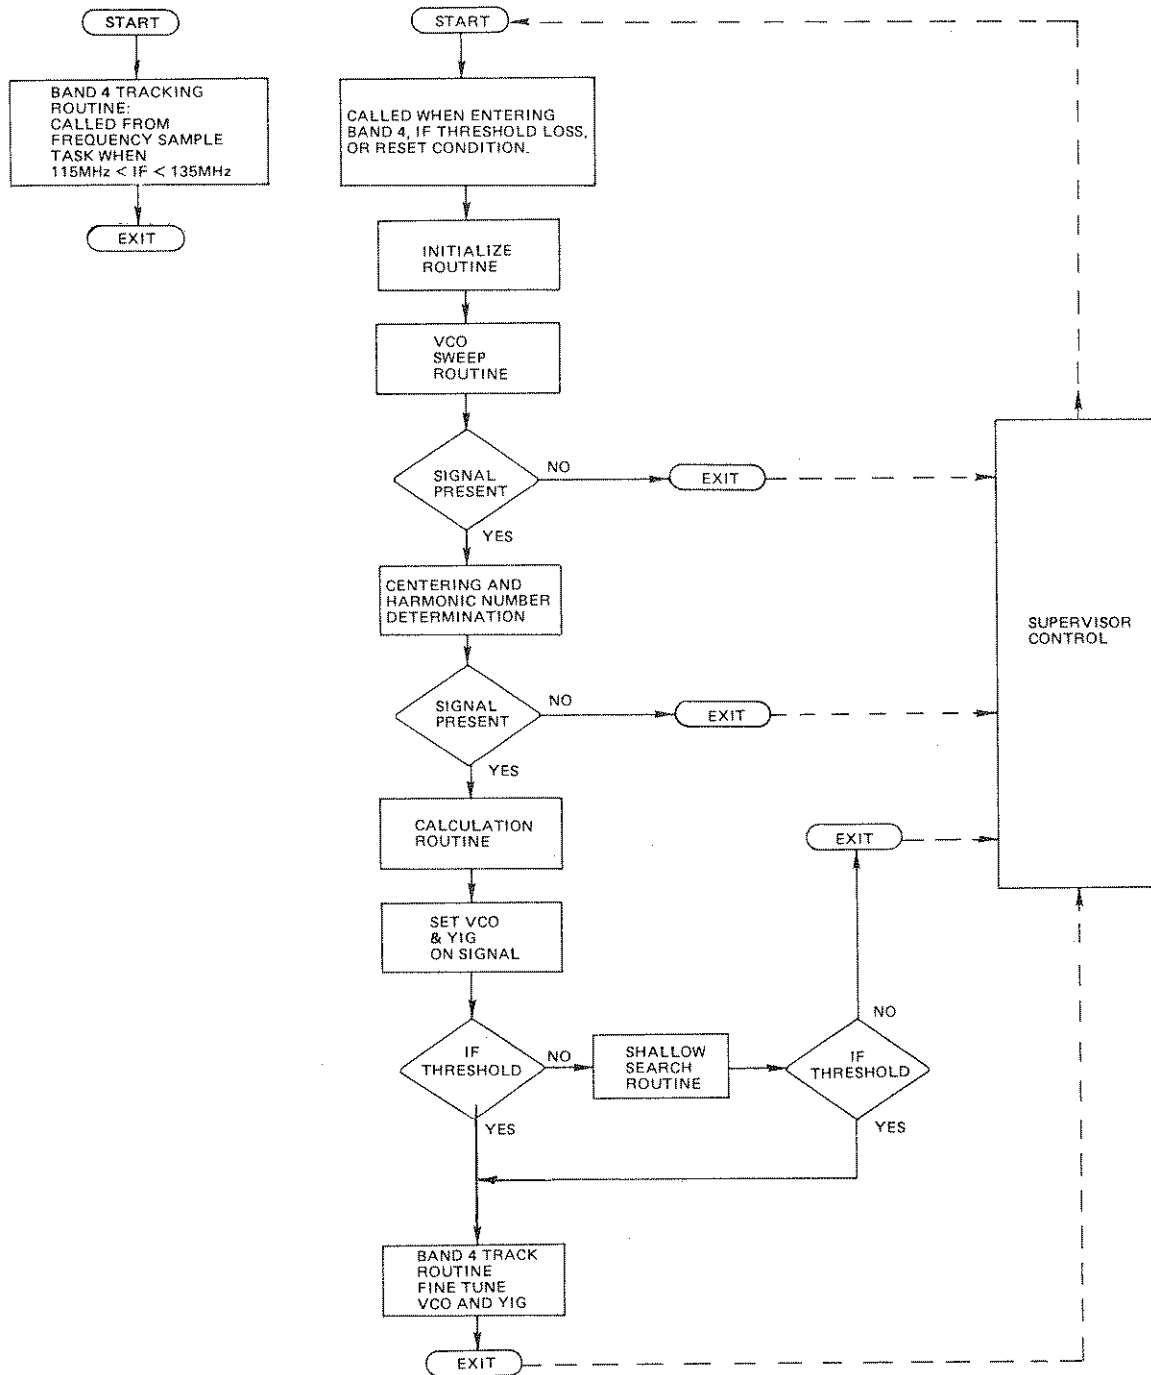 START
BAND 4 TRACKING
ROUTINE:
CALLED FROM
FREQUENCY SAMPLE
TASK WHEN
115MHz < IF < 135MHz
EXIT
START
CALLED WHEN ENTERING
BAND 4, IF THRESHOLD LOSS,
OR RESET CONDITION.
INITIALIZE
ROUTINE
VCO
SWEEP
ROUTINE
SIGNAL
PRESENT
NO
EXIT
YES
CENTERING AND
HARMONIC NUMBER
DETERMINATION
SIGNAL
PRESENT
NO
EXIT
YES
CALCULATION
ROUTINE
SET VCO
& YIG
ON SIGNAL
IF
THRESHOLD
NO
SHALLOW
SEARCH
ROUTINE
IF
THRESHOLD
NO
EXIT
YES
YES
BAND 4 TRACK
ROUTINE
FINE TUNE
VCO AND YIG
EXIT
SUPERVISOR
CONTROL